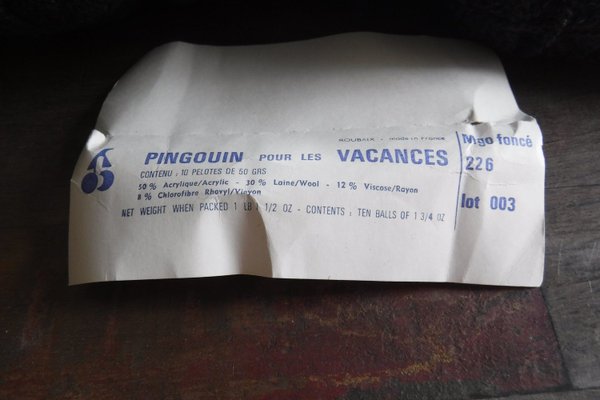 ROUBAIX - made in France
PINGOUIN POUR LES VACANCES
CONTENU : 10 PELOTES DE 50 GRS
50 % Acrylique/Acrylic - 30 % Laine/Wool - 12 % Viscose/Rayon
8 % Chlorofibre Rhovyl/Vinyon
NET WEIGHT WHEN PACKED 1 LB 1 1/2 OZ - CONTENTS : TEN BALLS OF 1 3/4 OZ
Mgo foncé
226
lot 003